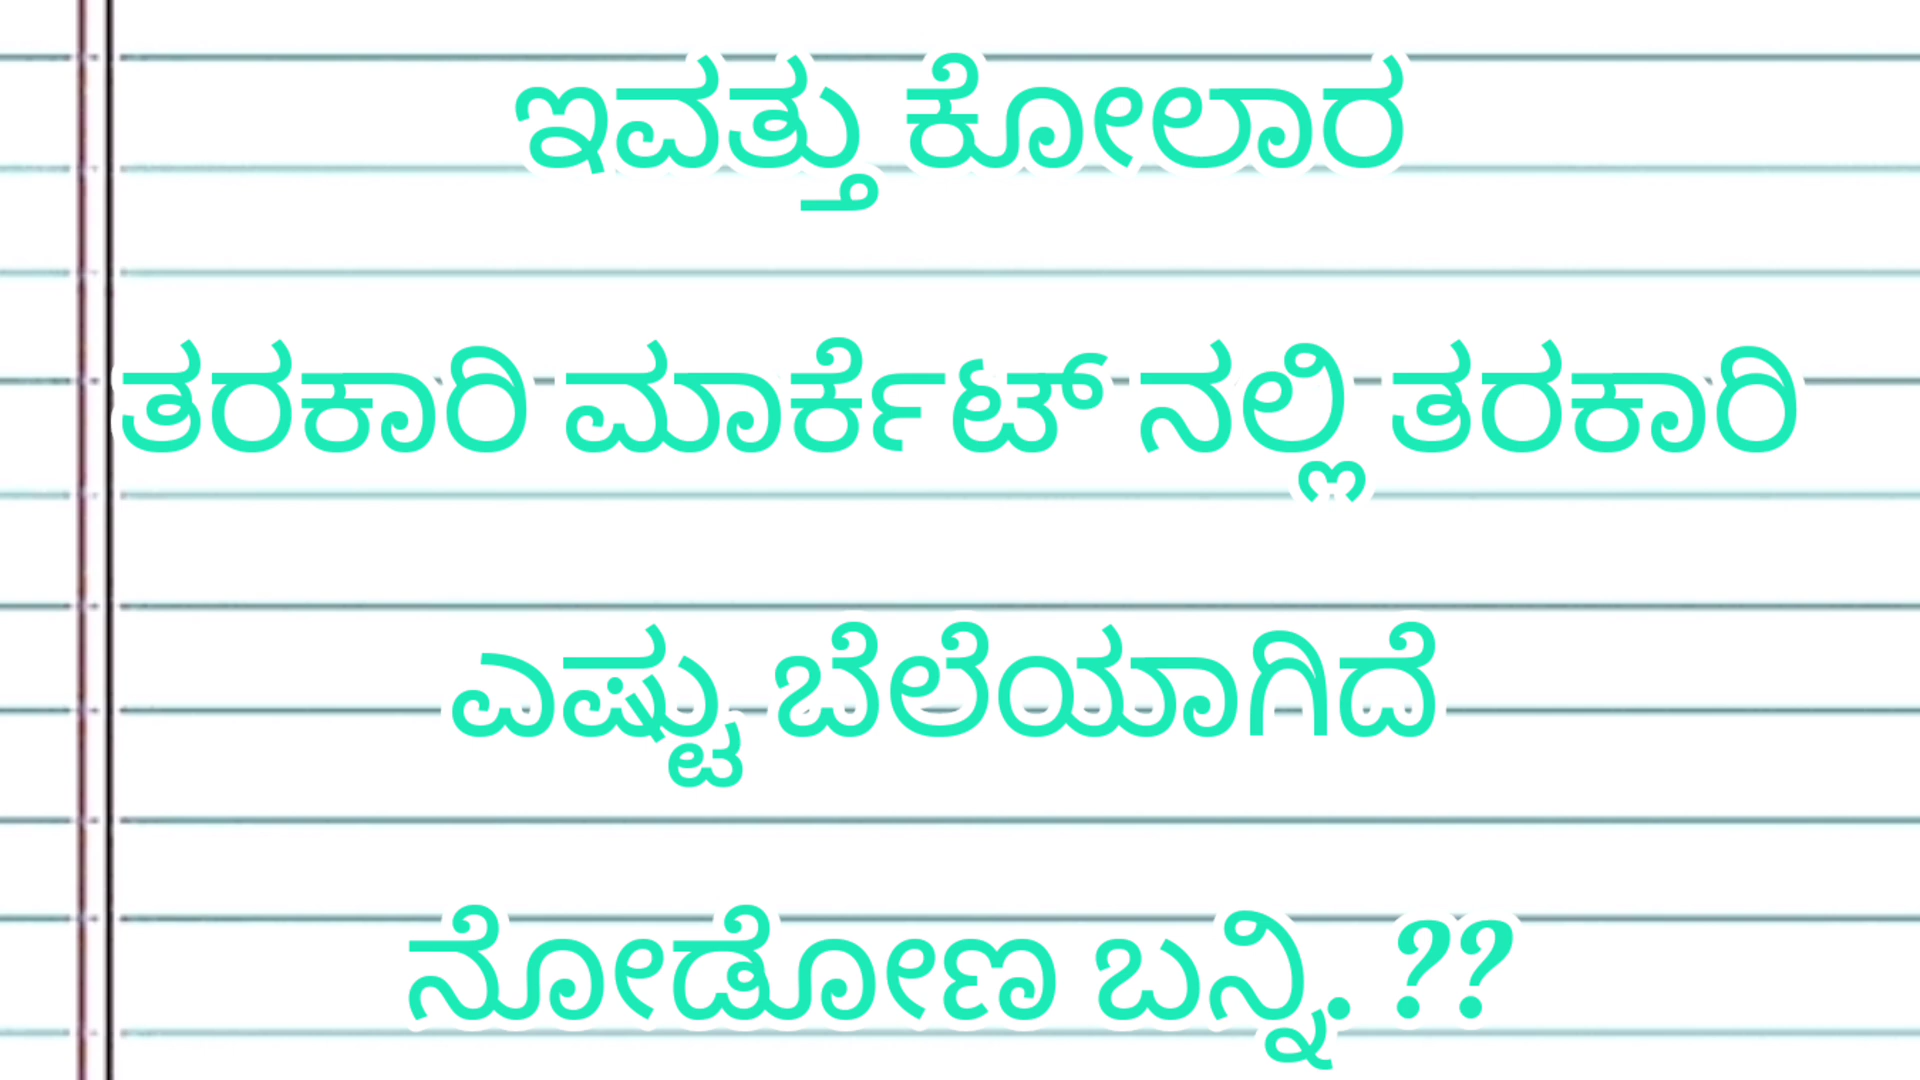 ಇವತ್ತು ಕೋಲಾರ
ತರಕಾರಿ ಮಾರ್ಕೆಟ್ ನಲ್ಲಿ ತರಕಾರಿ
ಎಷ್ಟು ಬೆಲೆಯಾಗಿದೆ
ನೋಡೋಣ ಬನ್ನಿ. ??